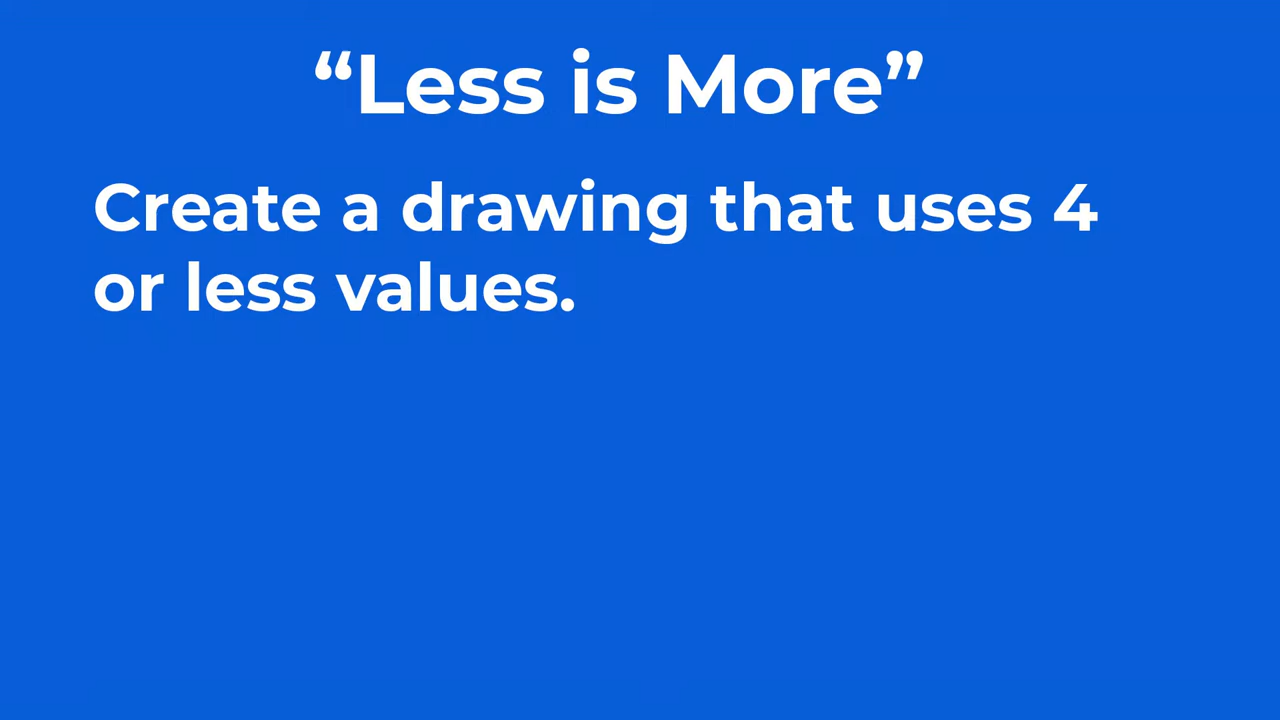 “Less is More”
Create a drawing that uses 4
or less values.